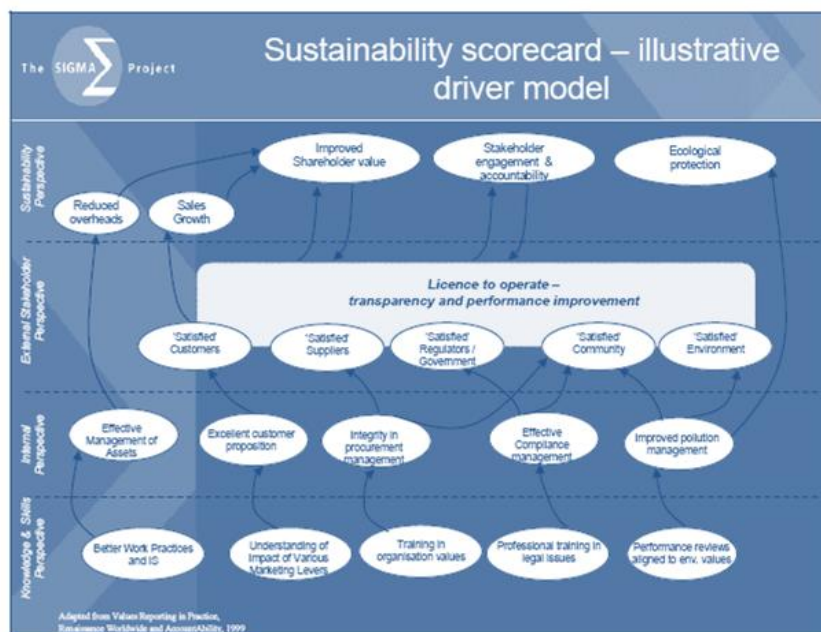 The SIGMA Project
Sustainability scorecard – illustrative
driver model
Sustainability
Perspective
Improved
Shareholder value
Stakeholder
engagement &
accountability
Ecological
protection
Reduced
overheads
Sales
Growth
External Stakeholder
Perspective
Licence to operate –
transparency and performance improvement
'Satisfied'
Customers
'Satisfied'
Suppliers
'Satisfied'
Regulators /
Government
'Satisfied'
Community
'Satisfied'
Environment
Internal
Perspective
Effective
Management of
Assets
Excellent customer
proposition
Integrity in
procurement
management
Effective
Compliance
management
Improved pollution
management
Knowledge & Skills
Perspective
Better Work Practices
and IS
Understanding of
Impact of Various
Marketing Levers
Training in
organisation values
Professional training in
legal issues
Performance reviews
aligned to env. values
Adapted from Values Reporting in Practice,
Renaissance Worldwide and AccountAbility, 1999